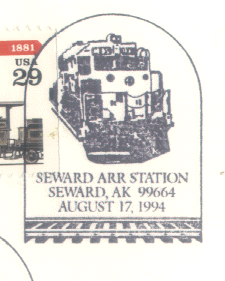 1881
USA
29
SEWARD ARR STATION
SEWARD, AK 99664
AUGUST 17, 1994